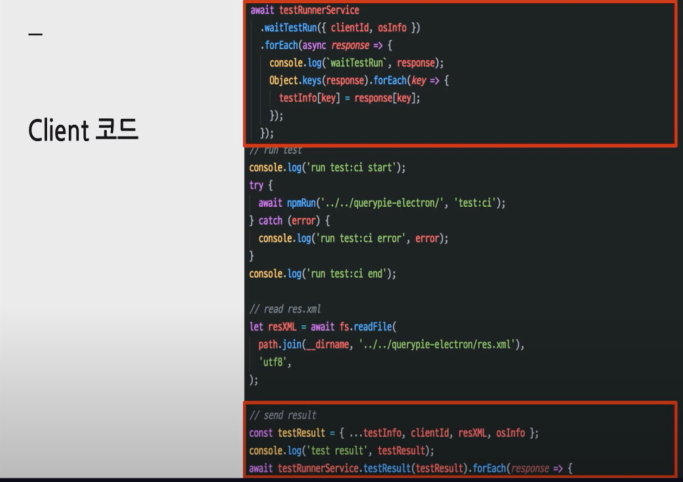 Client 코드
await testRunnerService
.waitTestRun({ clientId, osInfo })
.forEach(async response => {
console.log(`waitTestRun`, response);
Object.keys(response).forEach(key => {
testInfo[key] = response[key];
});
});
// run test
console.log('run test:ci start');
try {
await npmRun('../../querypie-electron/', 'test:ci');
} catch (error) {
console.log('run test:ci error', error);
}
console.log('run test:ci end');
// read res.xml
let resXML = await fs.readFile(
path.join(__dirname, '../../querypie-electron/res.xml'),
'utf8',
);
// send result
const testResult = { ...testInfo, clientId, resXML, osInfo };
console.log('test result', testResult);
await testRunnerService.testResult(testResult).forEach(response => {